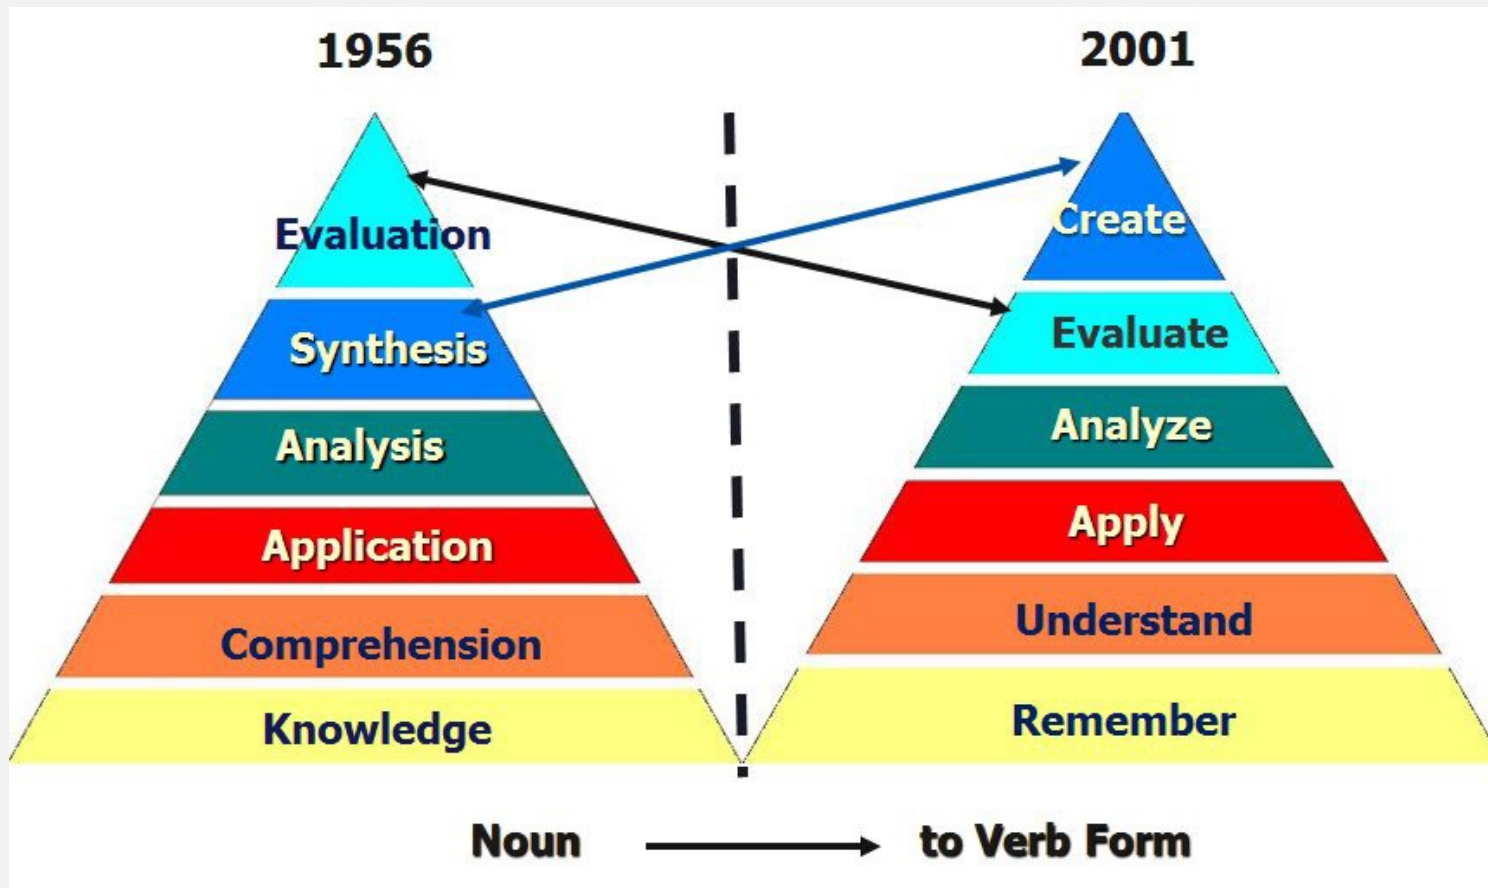 1956
Evaluation
Synthesis
Analysis
Application
Comprehension
Knowledge
2001
Create
Evaluate
Analyze
Apply
Understand
Remember
Noun to Verb Form